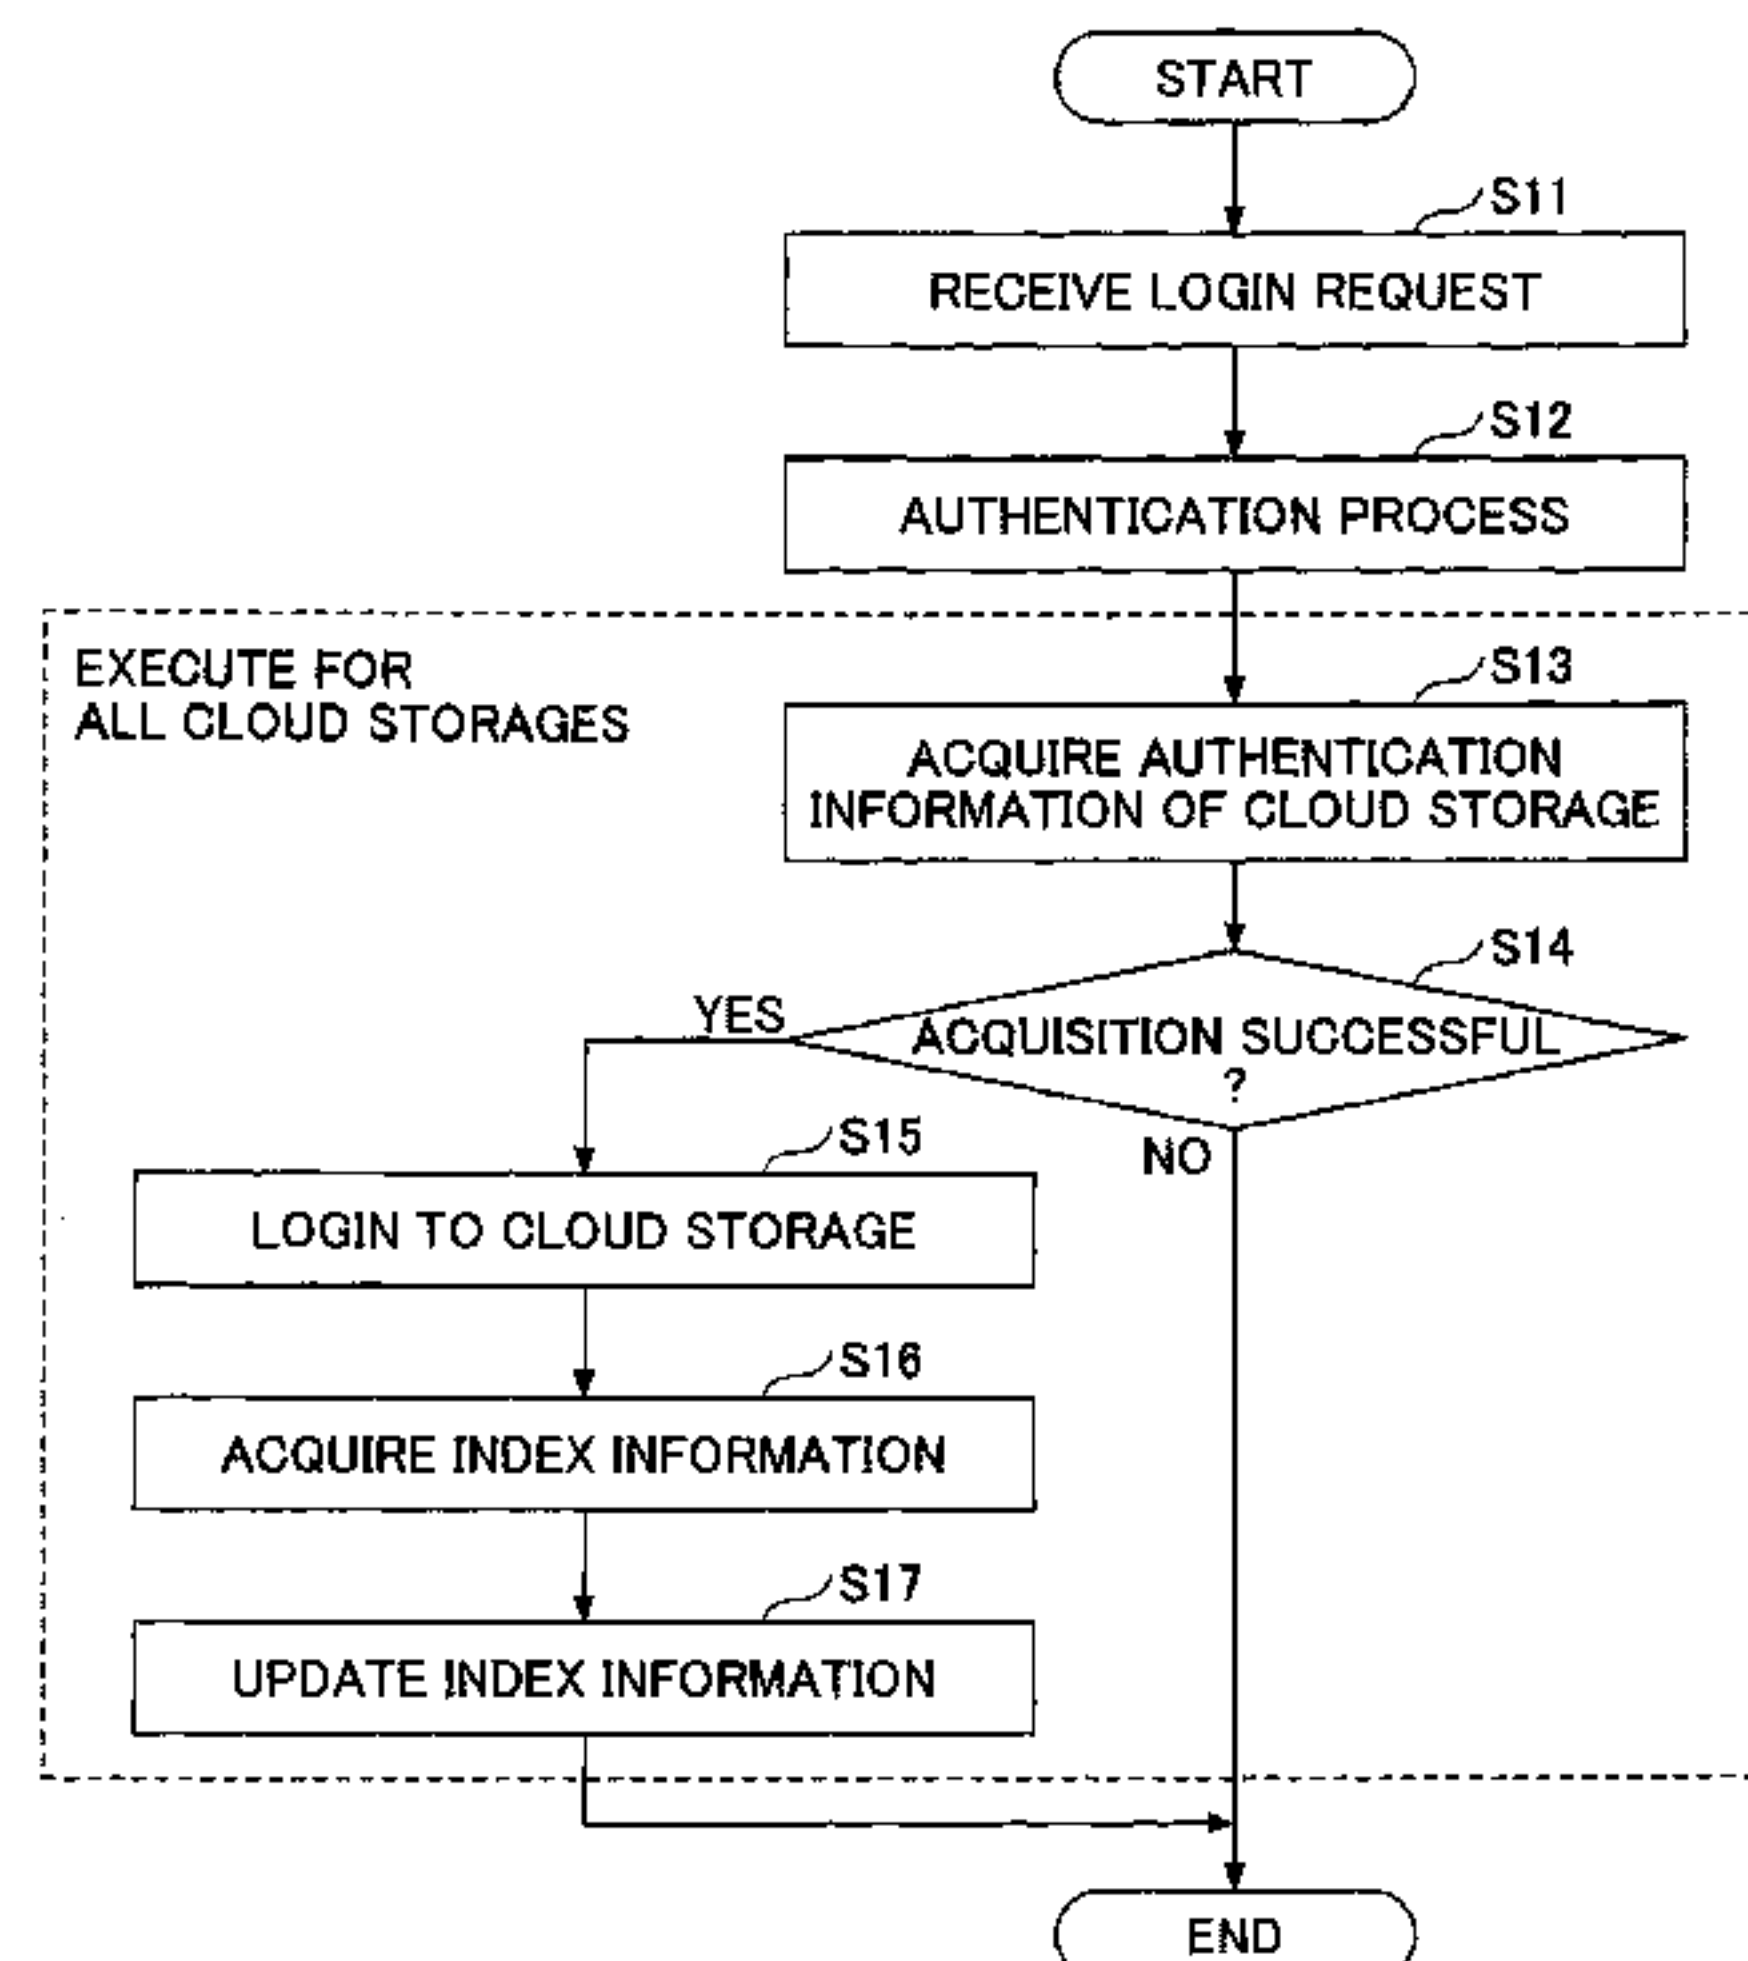 START
S11
RECEIVE LOGIN REQUEST
S12
AUTHENTICATION PROCESS
EXECUTE FOR
ALL CLOUD STORAGES
S13
ACQUIRE AUTHENTICATION
INFORMATION OF CLOUD STORAGE
S14
YES
ACQUISITION SUCCESSFUL
?
NO
S15
LOGIN TO CLOUD STORAGE
S16
ACQUIRE INDEX INFORMATION
S17
UPDATE INDEX INFORMATION
END